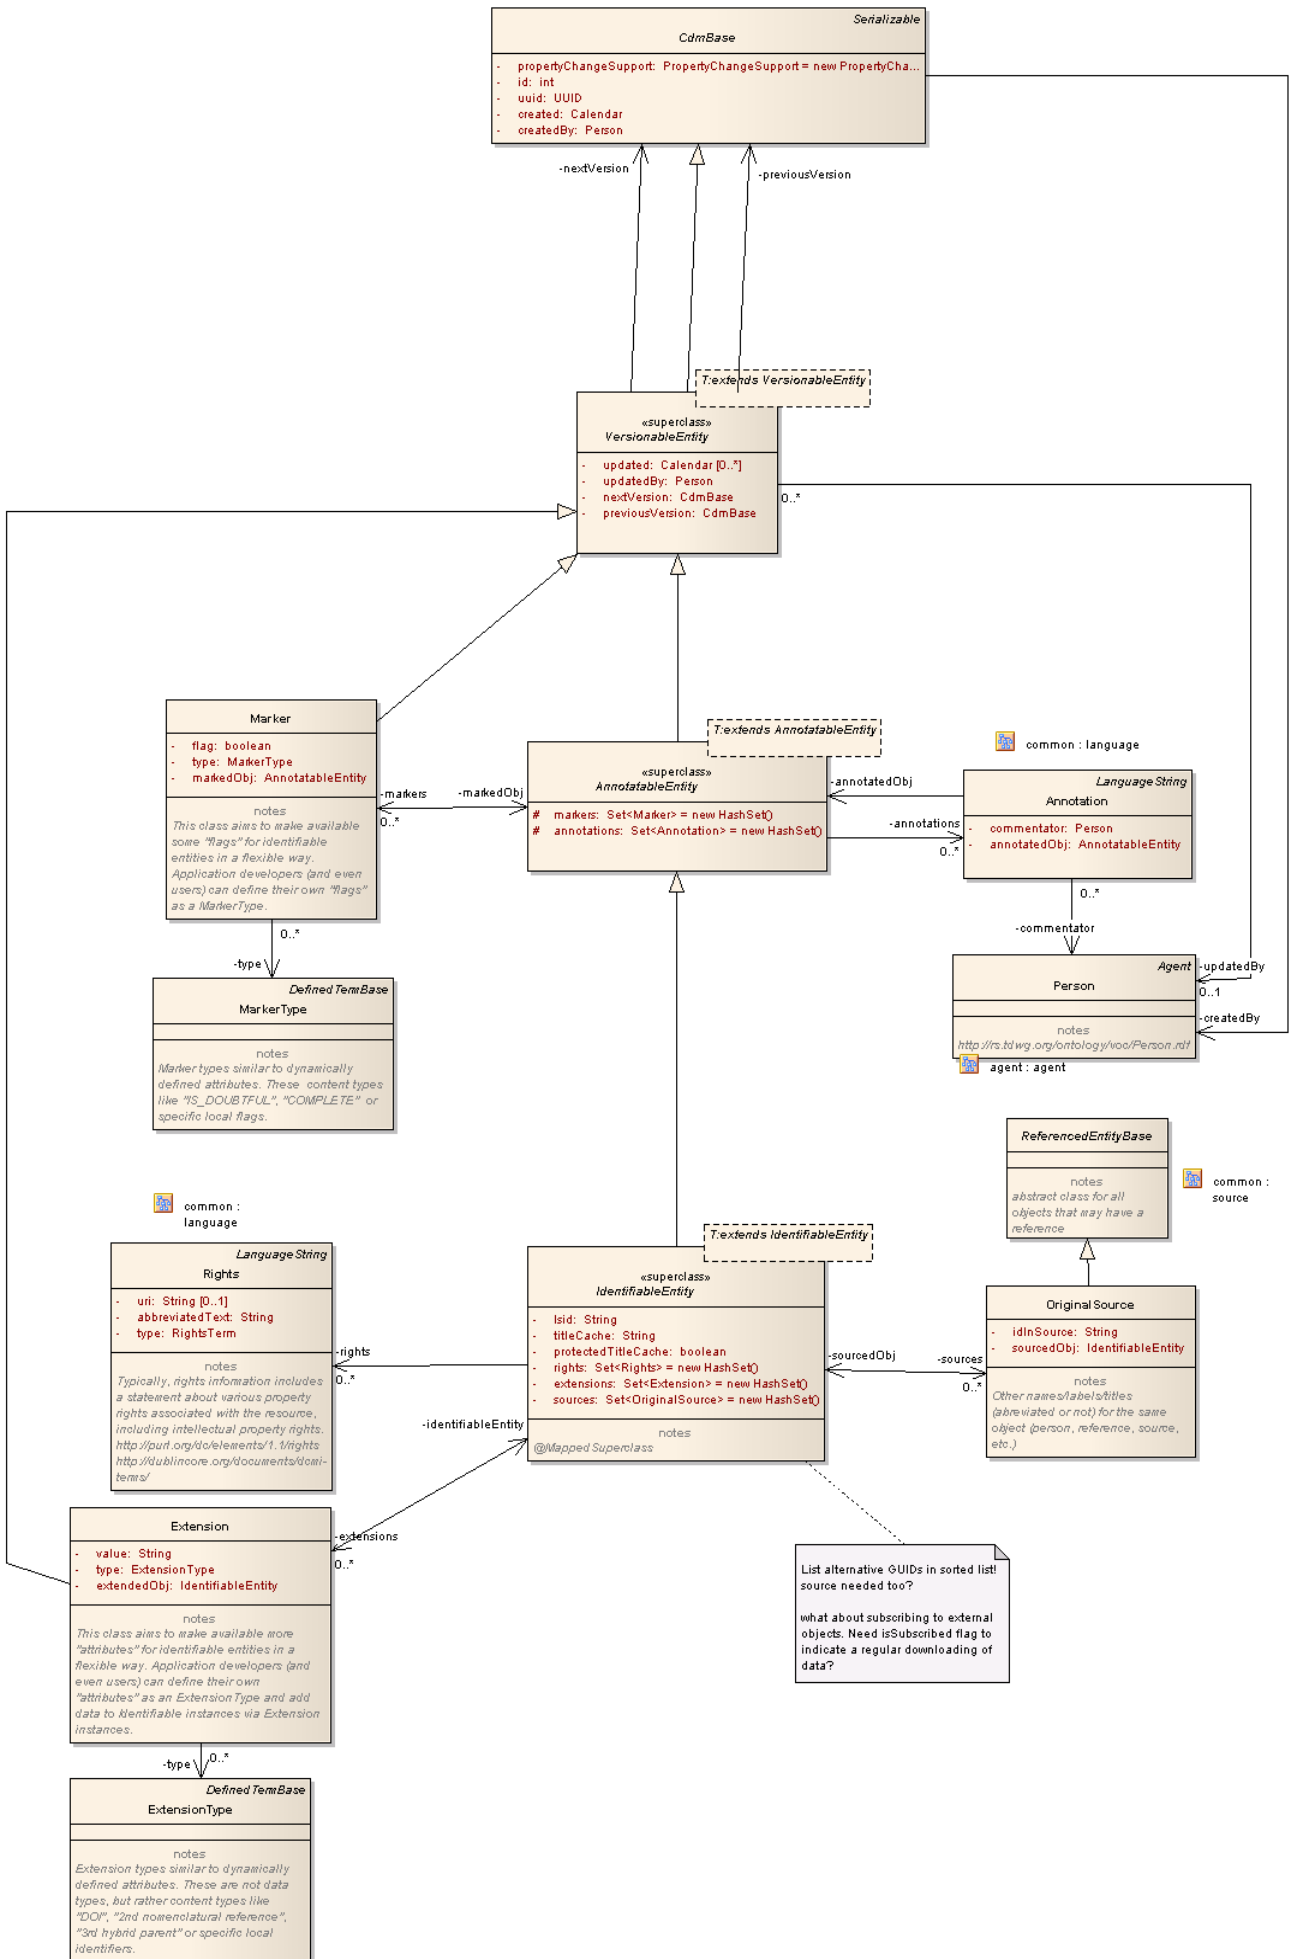 Serializable
CdmBase
- propertyChangeSupport: PropertyChangeSupport = new PropertyCha...
- id: int
- uuid: UUID
- created: Calendar
- createdBy: Person
-nextVersion
-previousVersion
T:extends VersionableEntity
«superclass»
VersionableEntity
- updated: Calendar [0..*]
- updatedBy: Person
- nextVersion: CdmBase
- previousVersion: CdmBase
0..*
Marker
- flag: boolean
- type: MarkerType
- markedObj: AnnotatableEntity
notes
This class aims to make available
some "flags" for identifiable
entities in a flexible way.
Application developers (and even
users) can define their own "flags"
as a MarkerType.
-markers
0..*
-markedObj
T:extends AnnotatableEntity
«superclass»
AnnotatableEntity
# markers: Set<Marker> = new HashSet()
# annotations: Set<Annotation> = new HashSet()
-annotatedObj
-annotations
0..*
common : language
LanguageString
Annotation
- commentator: Person
- annotatedObj: AnnotatableEntity
0..*
-commentator
0..*
-type
DefinedTermBase
MarkerType
notes
Marker types similar to dynamically
defined attributes. These content types
like "IS_DOUBTFUL", "COMPLETE" or
specific local flags.
Agent
Person
notes
http://rs.tdwg.org/ontology/voc/Person.rdf
-updatedBy
0..1
-createdBy
agent : agent
ReferencedEntityBase
notes
abstract class for all
objects that may have a
reference
common :
source
common :
language
LanguageString
Rights
- uri: String [0..1]
- abbreviatedText: String
- type: RightsTerm
notes
Typically, rights information includes
a statement about various property
rights associated with the resource,
including intellectual property rights.
http://purl.org/dc/elements/1.1/rights
http://dublincore.org/documents/dcmi-
terms/
-rights
0..*
T:extends IdentifiableEntity
«superclass»
IdentifiableEntity
- lsid: String
- titleCache: String
- protectedTitleCache: boolean
- rights: Set<Rights> = new HashSet()
- extensions: Set<Extension> = new HashSet()
- sources: Set<OriginalSource> = new HashSet()
notes
@MappedSuperclass
-sourcedObj
-sources
0..*
OriginalSource
- idInSource: String
- sourcedObj: IdentifiableEntity
notes
Other names/labels/titles
(abreviated or not) for the same
object (person, reference, source,
etc.)
-identifiableEntity
-extensions
0..*
Extension
- value: String
- type: ExtensionType
- extendedObj: IdentifiableEntity
notes
This class aims to make available more
"attributes" for identifiable entities in a
flexible way. Application developers (and
even users) can define their own
"attributes" as an ExtensionType and add
data to Identifiable instances via Extension
instances.
List alternative GUIDs in sorted list!
source needed too?
what about subscribing to external
objects. Need isSubscribed flag to
indicate a regular downloading of
data?
-type
0..*
DefinedTermBase
ExtensionType
notes
Extension types similar to dynamically
defined attributes. These are not data
types, but rather content types like
"DOI", "2nd nomenclatural reference",
"3rd hybrid parent" or specific local
identifiers.